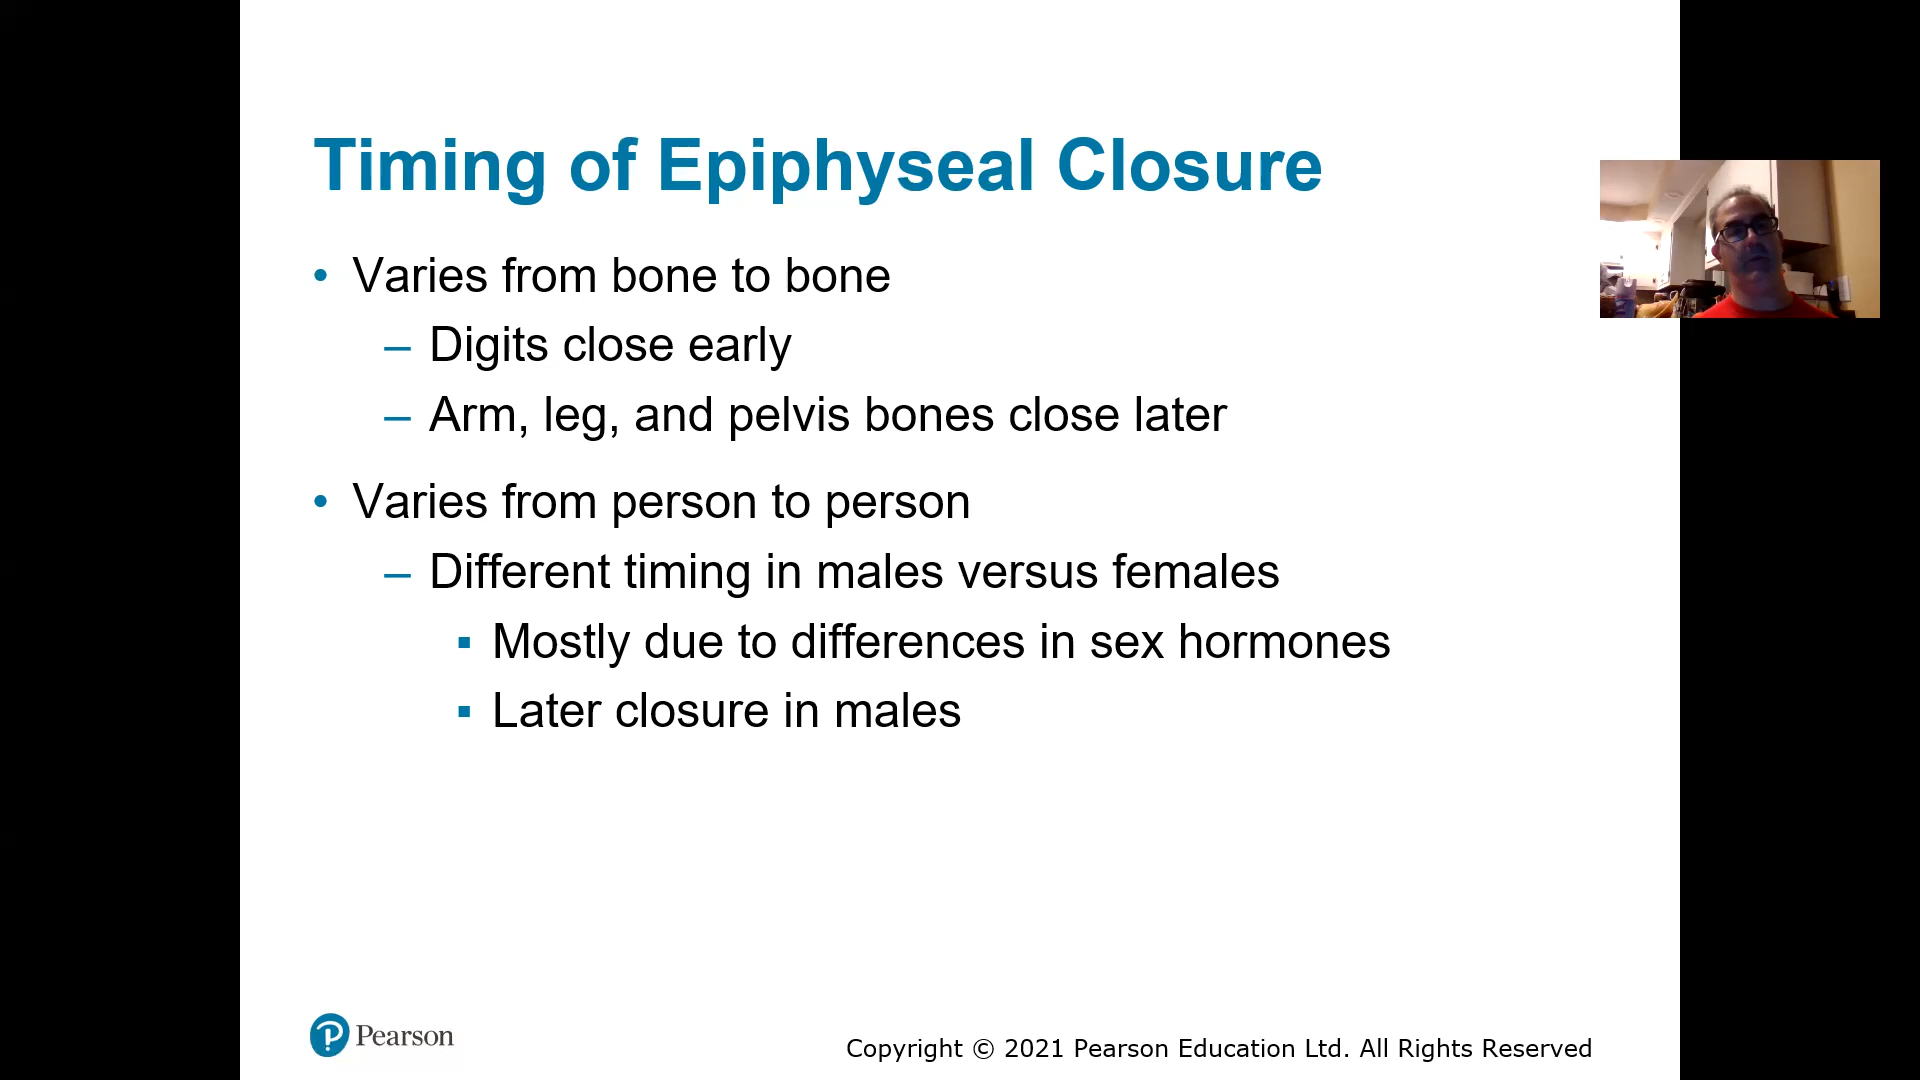 Timing of Epiphyseal Closure
• Varies from bone to bone
– Digits close early
– Arm, leg, and pelvis bones close later
• Varies from person to person
– Different timing in males versus females
▪ Mostly due to differences in sex hormones
▪ Later closure in males
Pearson
Copyright © 2021 Pearson Education Ltd. All Rights Reserved